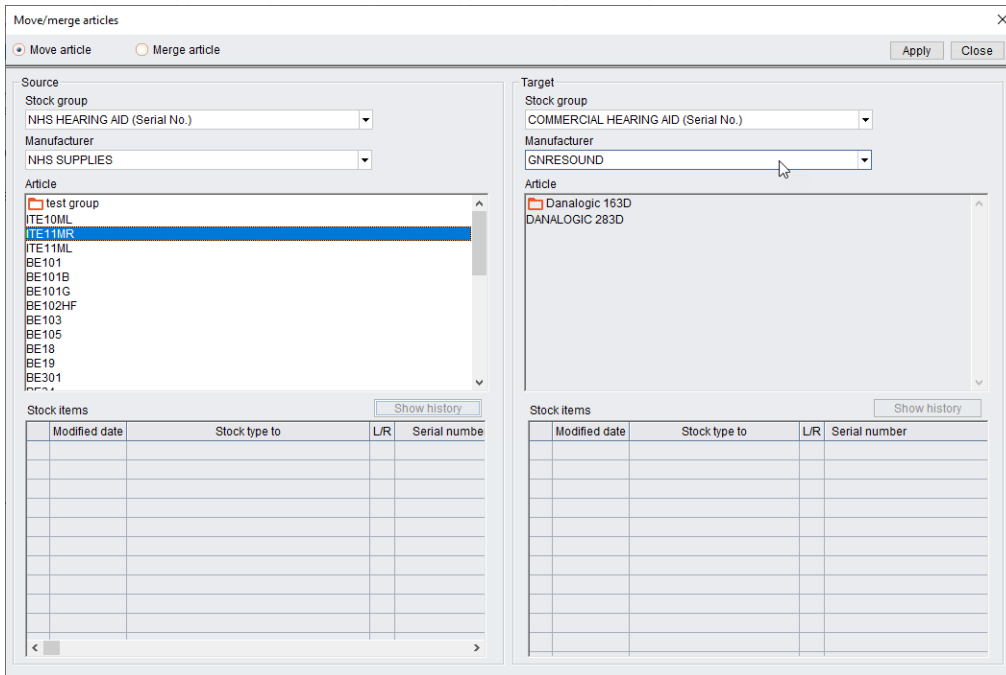 Move/merge articles
Move article
Merge article
Apply
Close
Source
Stock group
NHS HEARING AID (Serial No.)
Manufacturer
NHS SUPPLIES
Article
test group
ITE10ML
ITE11MR
ITE11ML
BE101
BE101B
BE101G
BE102HF
BE103
BE105
BE18
BE19
BE301
Stock items
Show history
Modified date Stock type to L/R Serial numbe
Target
Stock group
COMMERCIAL HEARING AID (Serial No.)
Manufacturer
GNRESOUND
Article
Danalogic 163D
DANALOGIC 283D
Stock items
Show history
Modified date Stock type to L/R Serial number